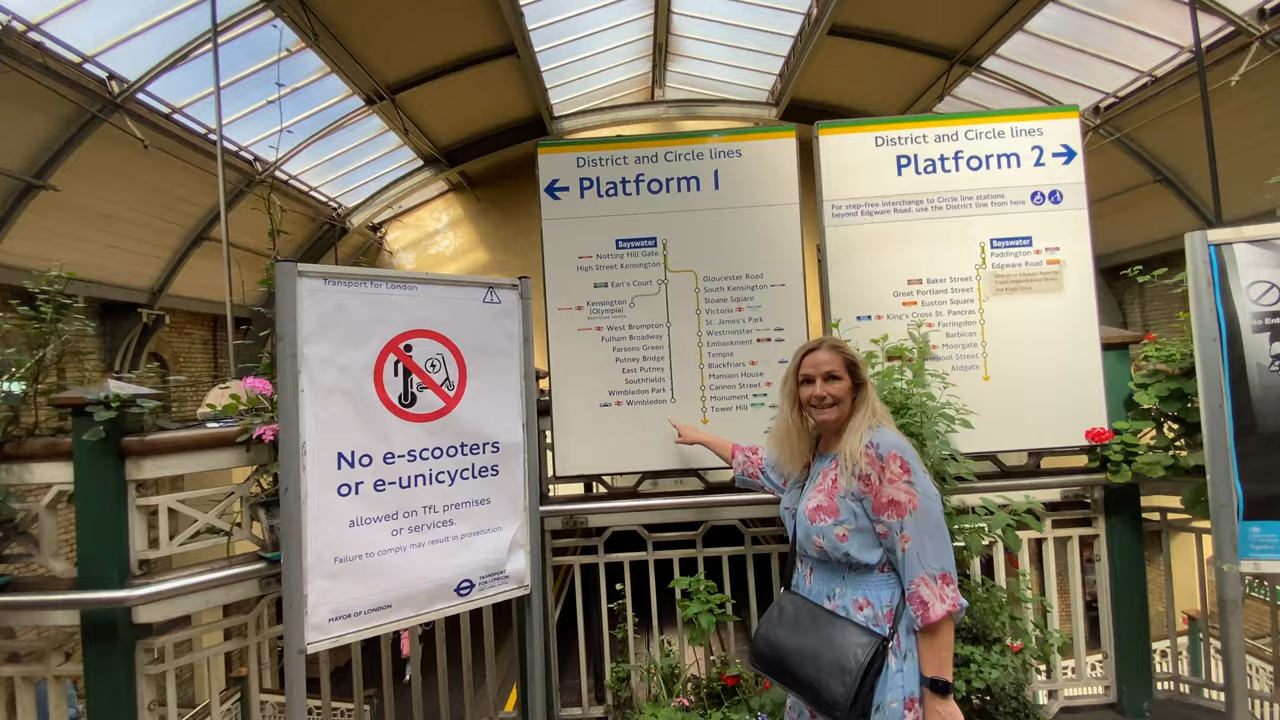 Transport for London
No e-scooters
or e-unicycles
allowed on TfL premises
or services.
Failure to comply may result in prosecution
TRANSPORT
FOR LONDON
MAYOR OF LONDON
District and Circle lines
← Platform 1
Bayswater
Notting Hill Gate
High Street Kensington
Earl's Court
Kensington
(Olympia)
West Brompton
Fulham Broadway
Parsons Green
Putney Bridge
East Putney
Southfields
Wimbledon Park
Wimbledon
Gloucester Road
South Kensington
Sloane Square
Victoria
St. James's Park
Westminster
Embankment
Temple
Blackfriars
Mansion House
Cannon Street
Monument
Tower Hill
District and Circle lines
Platform 2 →
For step-free interchange to Circle line stations
beyond Edgware Road, use the District line from here
Bayswater
Paddington
Edgware Road
Baker Street
Great Portland Street
Euston Square
King's Cross St. Pancras
Farringdon
Barbican
Moorgate
verpool Street
Aldgate